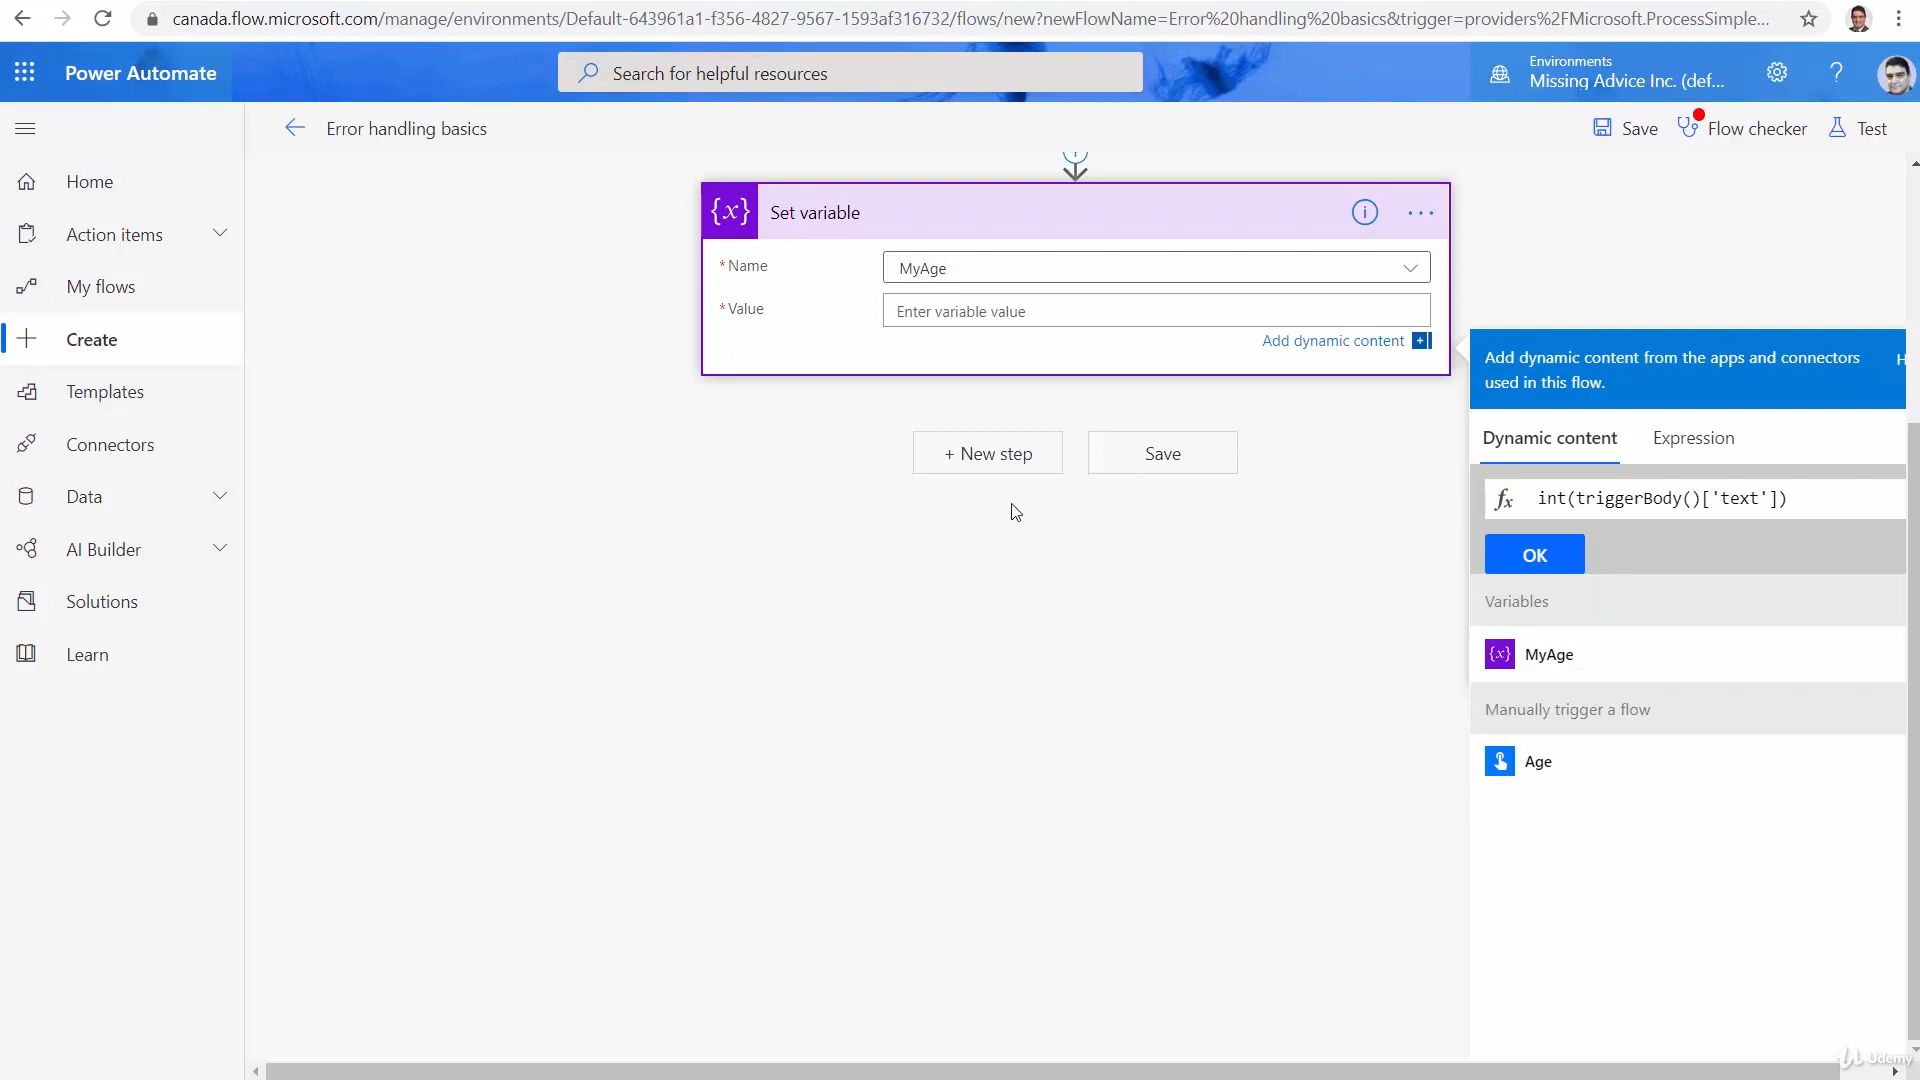 canada.flow.microsoft.com/manage/environments/Default-643961a1-f356-4827-9567-1593af316732/flows/new?newFlowName=Error%20handling%20basics&trigger=providers%2FMicrosoft.ProcessSimple...
Power Automate
Search for helpful resources
Environments
Missing Advice Inc. (def...
?
Error handling basics
Save
Flow checker
Test
Home
Action items
My flows
Create
Templates
Connectors
Data
AI Builder
Solutions
Learn
{x} Set variable
* Name
MyAge
* Value
Enter variable value
Add dynamic content
+ New step
Save
Add dynamic content from the apps and connectors
used in this flow.
H
Dynamic content
Expression
fx int(triggerBody()['text'])
OK
Variables
{x} MyAge
Manually trigger a flow
Age
Udemy